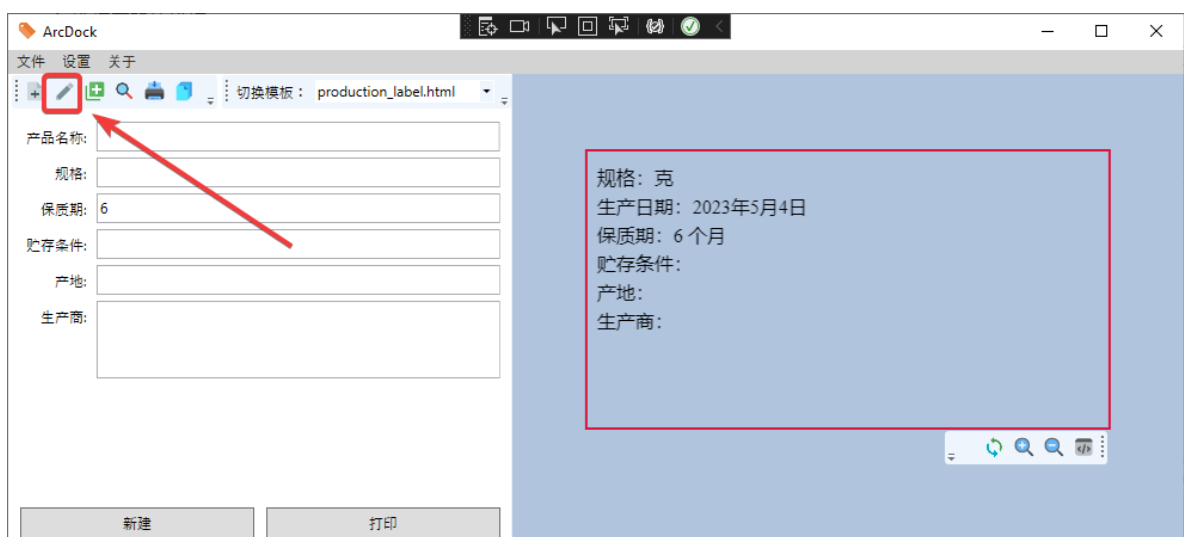 ArcDock
文件 设置 关于
切换模板： production_label.html
产品名称:
规格:
保质期: 6
贮存条件:
产地:
生产商:
新建 打印
规格：克
生产日期：2023年5月4日
保质期：6 个月
贮存条件：
产地：
生产商：